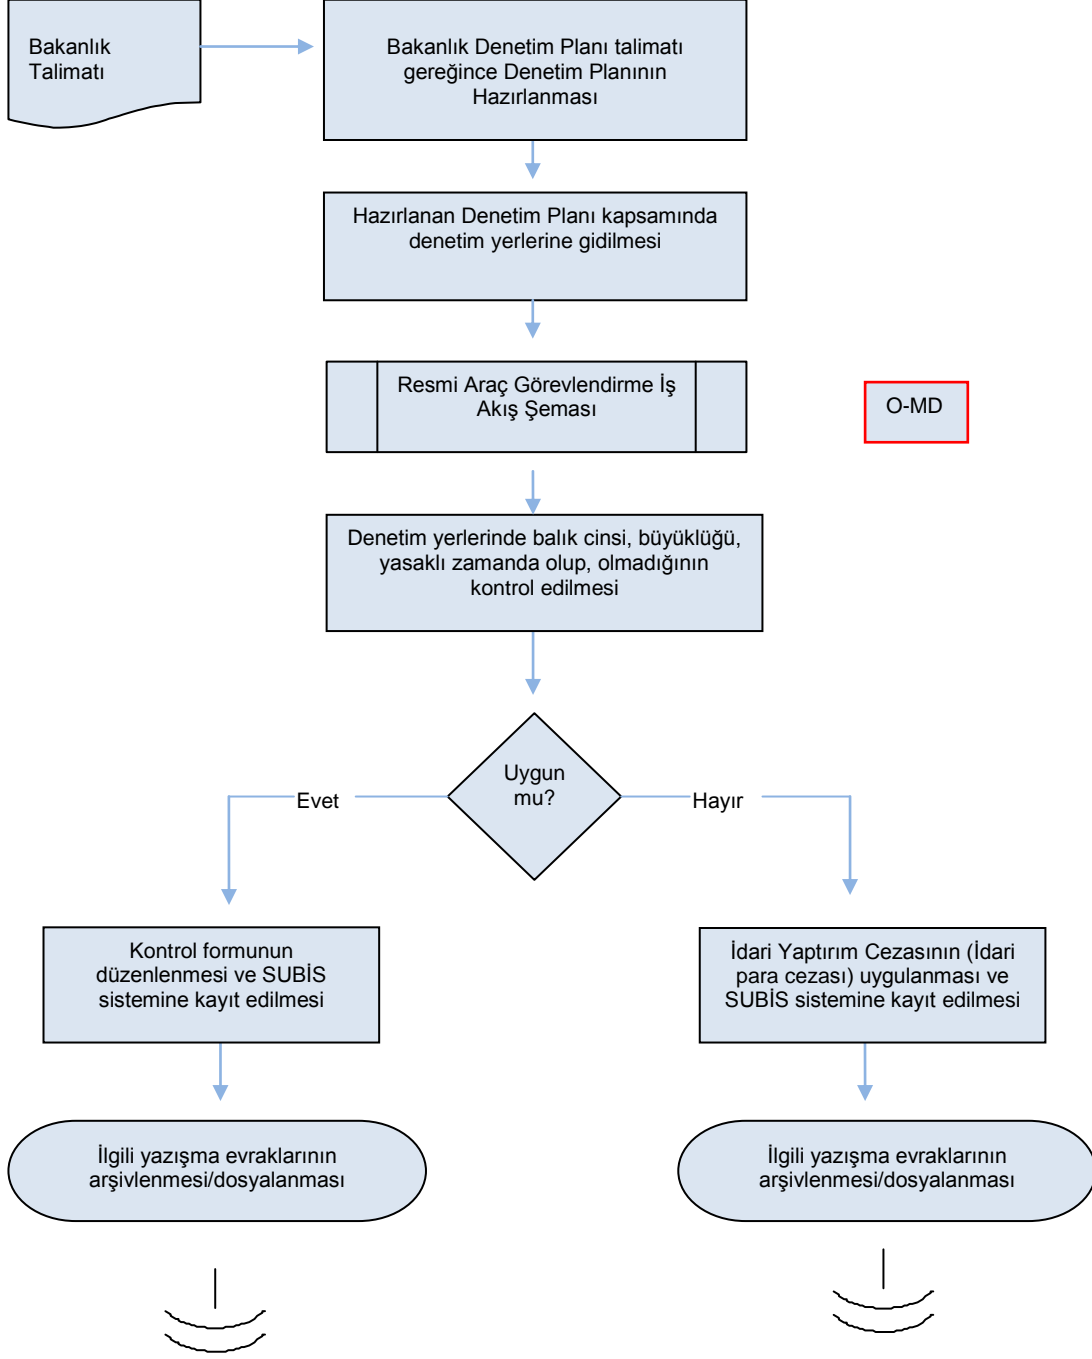 Bakanlık
Talimatı
Bakanlık Denetim Planı talimatı
gereğince Denetim Planının
Hazırlanması
Hazırlanan Denetim Planı kapsamında
denetim yerlerine gidilmesi
Resmi Araç Görevlendirme İş
Akış Şeması
O-MD
Denetim yerlerinde balık cinsi, büyüklüğü,
yasaklı zamanda olup, olmadığının
kontrol edilmesi
Uygun
mu?
Evet
Hayır
Kontrol formunun
düzenlenmesi ve SUBİS
sistemine kayıt edilmesi
İdari Yaptırım Cezasının (İdari
para cezası) uygulanması ve
SUBİS sistemine kayıt edilmesi
İlgili yazışma evraklarının
arşivlenmesi/dosyalanması
İlgili yazışma evraklarının
arşivlenmesi/dosyalanması